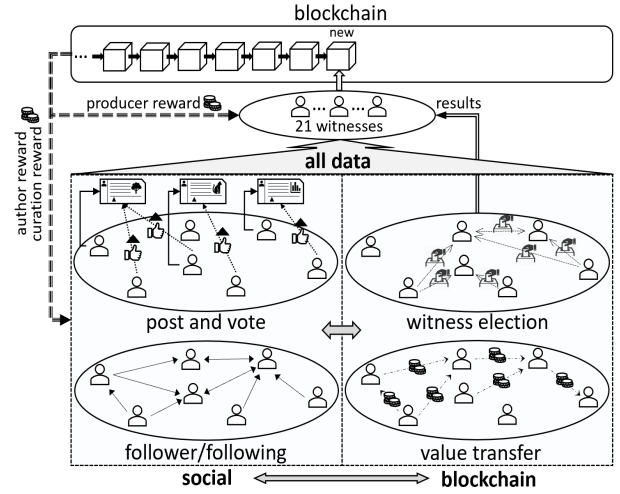 blockchain
new
...
producer reward
... ...
21 witnesses
results
author reward
curation reward
all data
post and vote
witness election
follower/following
value transfer
social
blockchain